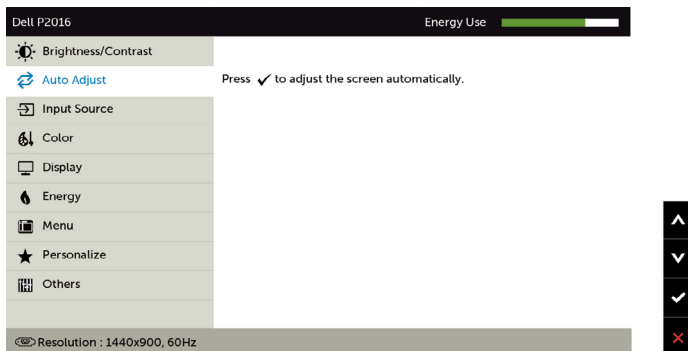 Dell P2016
Energy Use
Brightness/Contrast
Auto Adjust
Press ✓ to adjust the screen automatically.
Input Source
Color
Display
Energy
Menu
Personalize
Others
Resolution : 1440x900, 60Hz